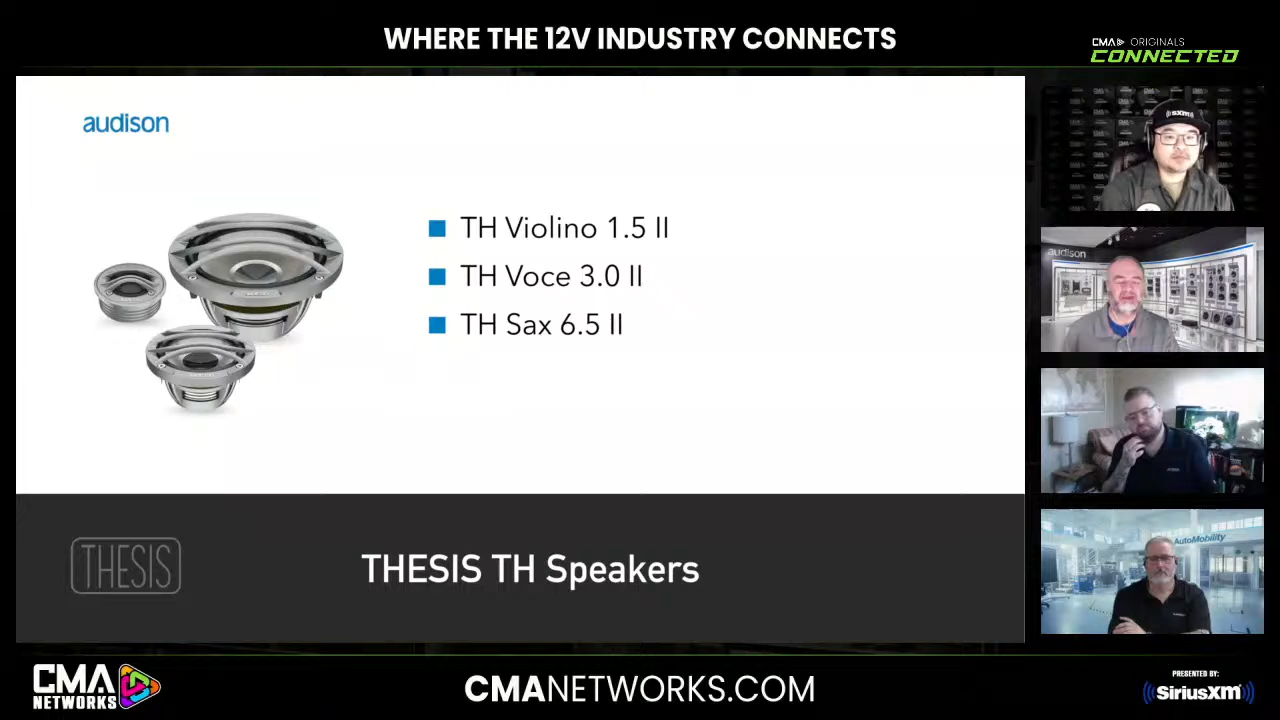 WHERE THE 12V INDUSTRY CONNECTS
CMA ORIGINALS
CONNECTED
audison
TH Violino 1.5 II
TH Voce 3.0 II
TH Sax 6.5 II
THESIS
THESIS TH Speakers
sxm
audison
AutoMobility
CMA
NETWORKS
CMANETWORKS.COM
PRESENTED BY:
SiriusXM